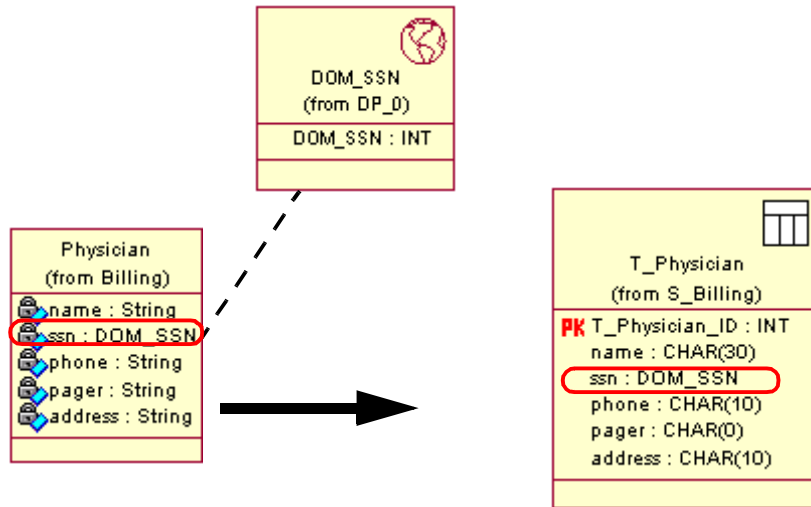 DOM_SSN
(from DP_0)
DOM_SSN : INT
Physician
(from Billing)
name : String
ssn : DOM_SSN
phone : String
pager : String
address : String
T_Physician
(from S_Billing)
PK T_Physician_ID : INT
name : CHAR(30)
ssn : DOM_SSN
phone : CHAR(10)
pager : CHAR(0)
address : CHAR(10)